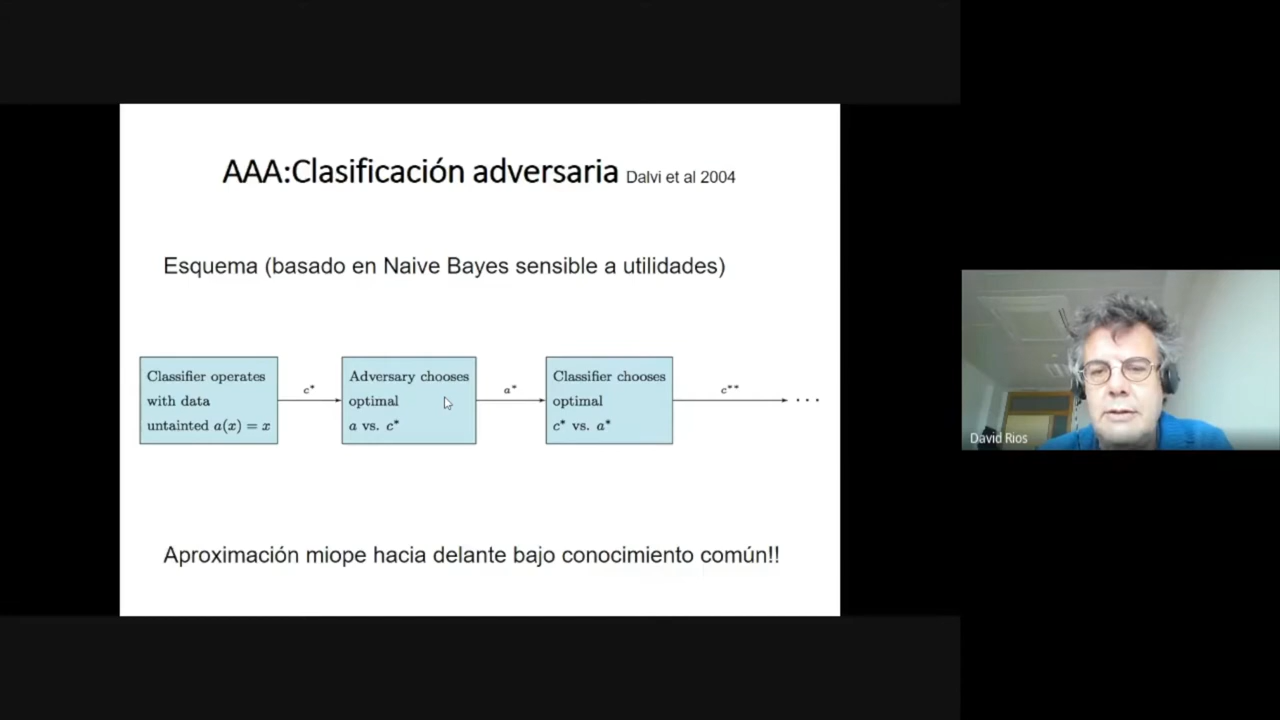 AAA:Clasificación adversaria Dalvi et al 2004
Esquema (basado en Naive Bayes sensible a utilidades)
Classifier operates
with data
untainted a(x) = x
c*
Adversary chooses
optimal
a vs. c*
a*
Classifier chooses
optimal
c* vs. a*
c**
···
Aproximación miope hacia delante bajo conocimiento común!!
David Rios